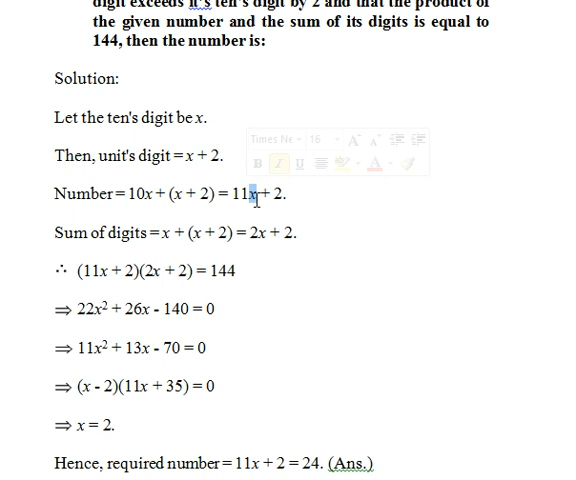 digit exceeds it's ten's digit by 2 and that the product of
the given number and the sum of its digits is equal to
144, then the number is:
Solution:
Let the ten's digit be x.
Times Ne 16 A A
Then, unit's digit = x + 2.
B I U A
Number = 10x + (x + 2) = 11x + 2.
Sum of digits = x + (x + 2) = 2x + 2.
∴ (11x + 2)(2x + 2) = 144
⇒ 22x² + 26x - 140 = 0
⇒ 11x² + 13x - 70 = 0
⇒ (x - 2)(11x + 35) = 0
⇒ x = 2.
Hence, required number = 11x + 2 = 24. (Ans.)